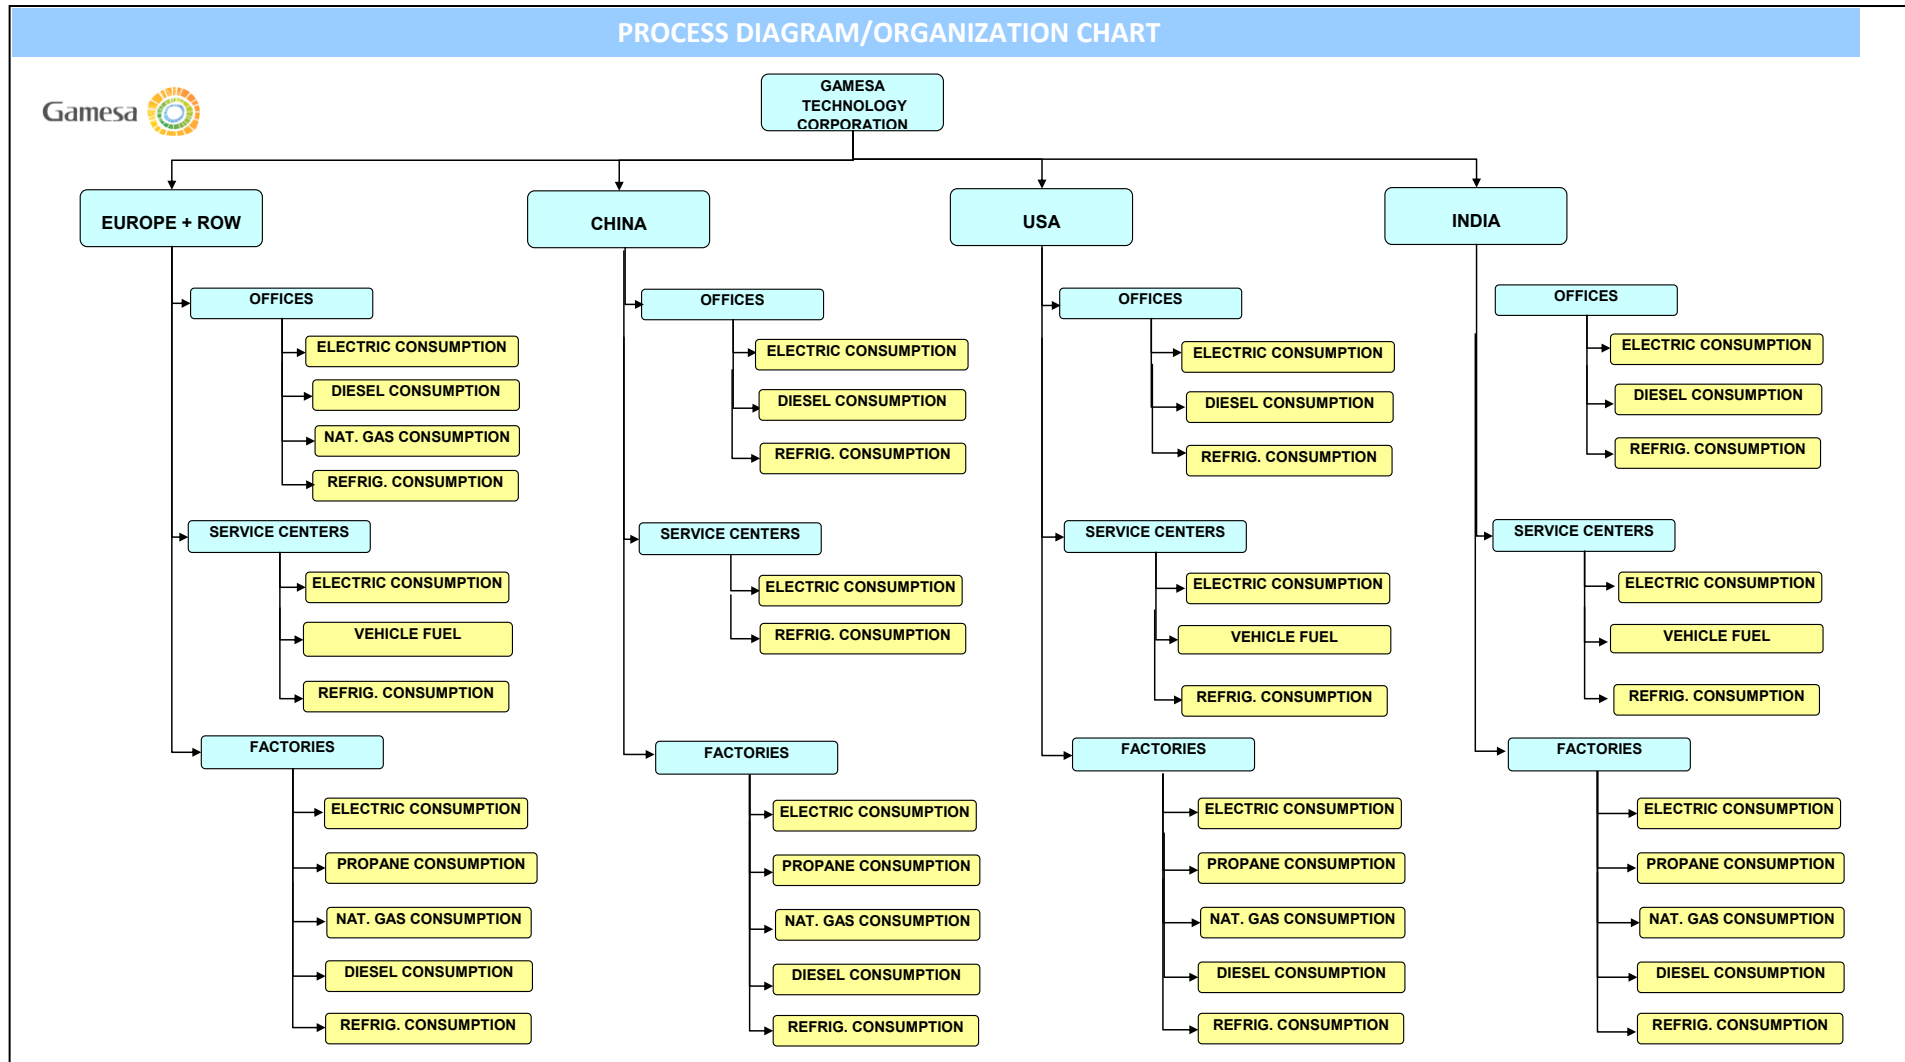 PROCESS DIAGRAM/ORGANIZATION CHART
Gamesa
GAMESA
TECHNOLOGY
CORPORATION
EUROPE + ROW
CHINA
USA
INDIA
OFFICES
ELECTRIC CONSUMPTION
DIESEL CONSUMPTION
NAT. GAS CONSUMPTION
REFRIG. CONSUMPTION
SERVICE CENTERS
ELECTRIC CONSUMPTION
VEHICLE FUEL
REFRIG. CONSUMPTION
FACTORIES
ELECTRIC CONSUMPTION
PROPANE CONSUMPTION
NAT. GAS CONSUMPTION
DIESEL CONSUMPTION
REFRIG. CONSUMPTION
OFFICES
ELECTRIC CONSUMPTION
DIESEL CONSUMPTION
REFRIG. CONSUMPTION
SERVICE CENTERS
ELECTRIC CONSUMPTION
REFRIG. CONSUMPTION
FACTORIES
ELECTRIC CONSUMPTION
PROPANE CONSUMPTION
NAT. GAS CONSUMPTION
DIESEL CONSUMPTION
REFRIG. CONSUMPTION
OFFICES
ELECTRIC CONSUMPTION
DIESEL CONSUMPTION
REFRIG. CONSUMPTION
SERVICE CENTERS
ELECTRIC CONSUMPTION
VEHICLE FUEL
REFRIG. CONSUMPTION
FACTORIES
ELECTRIC CONSUMPTION
PROPANE CONSUMPTION
NAT. GAS CONSUMPTION
DIESEL CONSUMPTION
REFRIG. CONSUMPTION
OFFICES
ELECTRIC CONSUMPTION
DIESEL CONSUMPTION
REFRIG. CONSUMPTION
SERVICE CENTERS
ELECTRIC CONSUMPTION
VEHICLE FUEL
REFRIG. CONSUMPTION
FACTORIES
ELECTRIC CONSUMPTION
PROPANE CONSUMPTION
NAT. GAS CONSUMPTION
DIESEL CONSUMPTION
REFRIG. CONSUMPTION